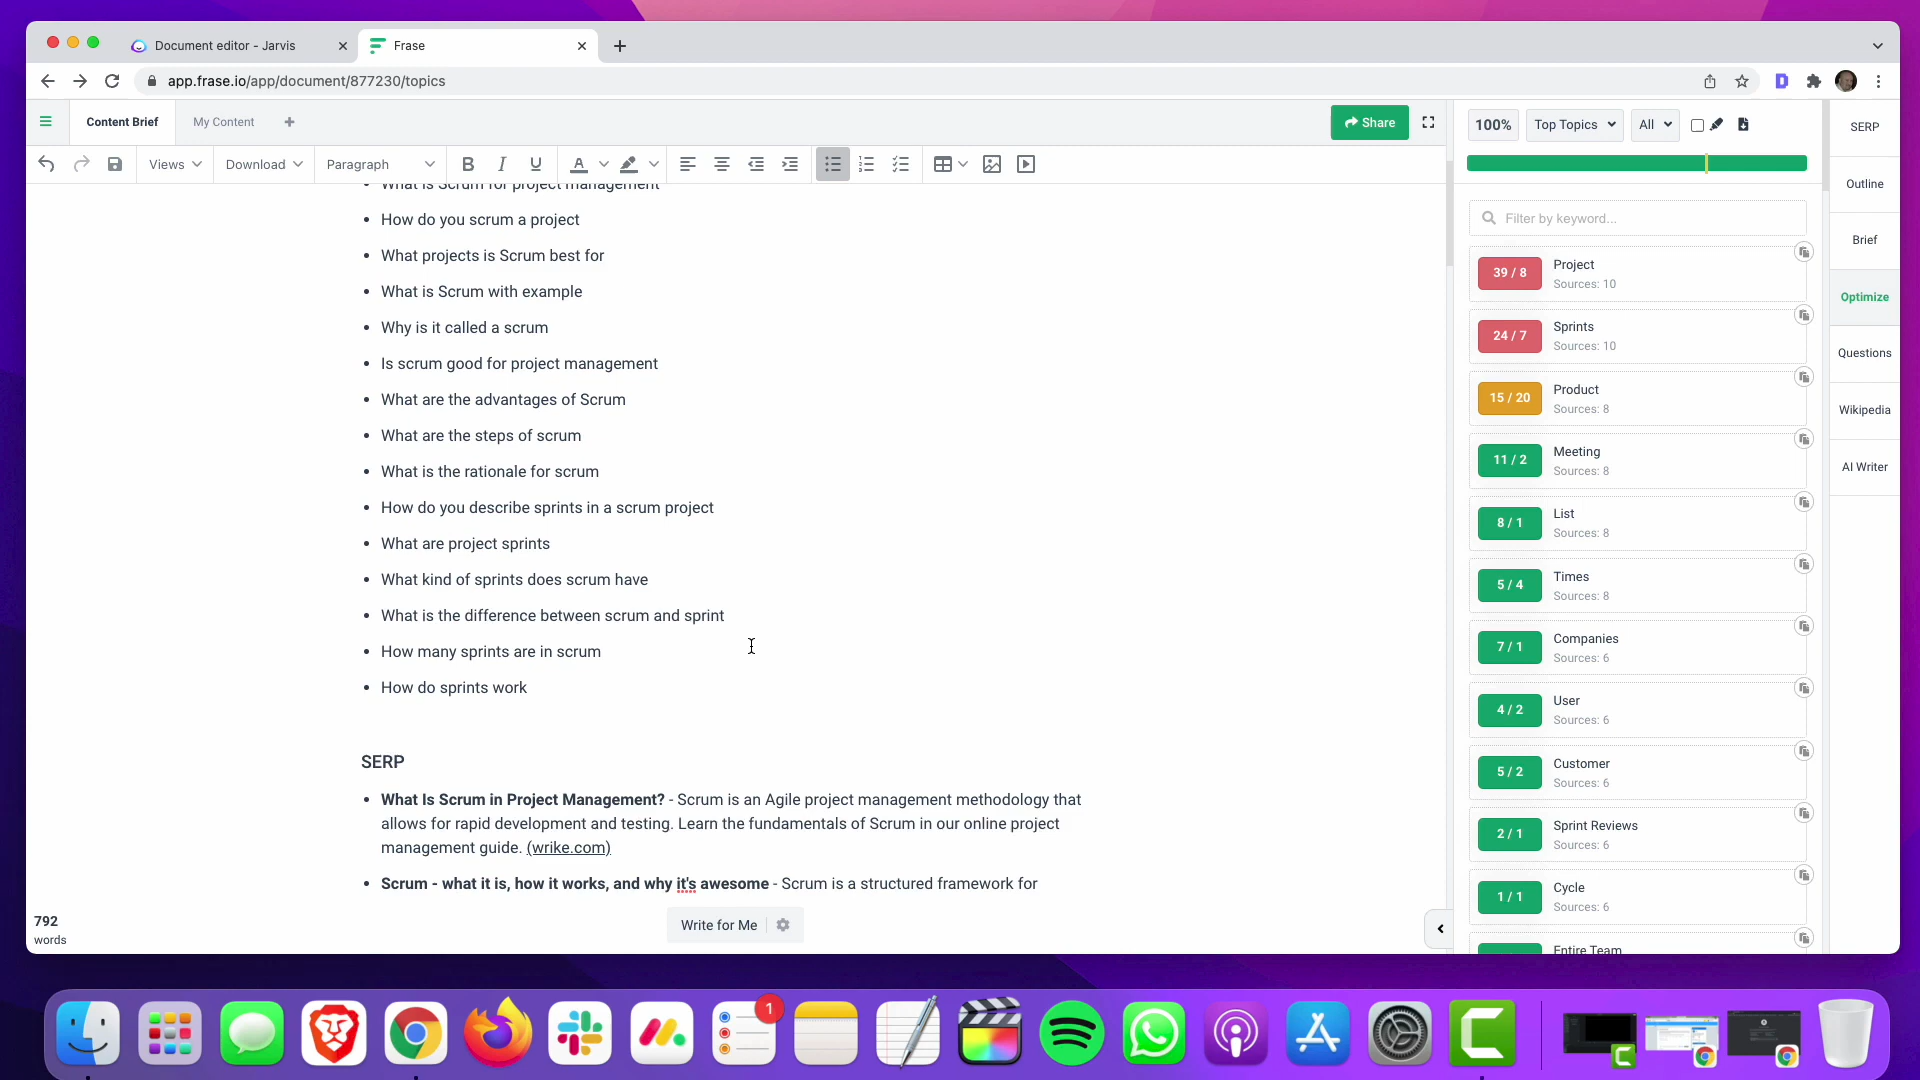 Document editor - Jarvis
Frase
app.frase.io/app/document/877230/topics
Content Brief
My Content
Share
100%
Top Topics
All
SERP
Views
Download
Paragraph
B
I
U
A
Outline
Brief
Optimize
Questions
Wikipedia
AI Writer
Filter by keyword...
What is Scrum for project management
How do you scrum a project
What projects is Scrum best for
What is Scrum with example
Why is it called a scrum
Is scrum good for project management
What are the advantages of Scrum
What are the steps of scrum
What is the rationale for scrum
How do you describe sprints in a scrum project
What are project sprints
What kind of sprints does scrum have
What is the difference between scrum and sprint
How many sprints are in scrum
How do sprints work
SERP
What Is Scrum in Project Management? - Scrum is an Agile project management methodology that
allows for rapid development and testing. Learn the fundamentals of Scrum in our online project
management guide. (wrike.com)
Scrum - what it is, how it works, and why it's awesome - Scrum is a structured framework for
792
words
Write for Me
39 / 8
Project
Sources: 10
24 / 7
Sprints
Sources: 10
15 / 20
Product
Sources: 8
11 / 2
Meeting
Sources: 8
8 / 1
List
Sources: 8
5 / 4
Times
Sources: 8
7 / 1
Companies
Sources: 6
4 / 2
User
Sources: 6
5 / 2
Customer
Sources: 6
2 / 1
Sprint Reviews
Sources: 6
1 / 1
Cycle
Sources: 6
Entire Team
1